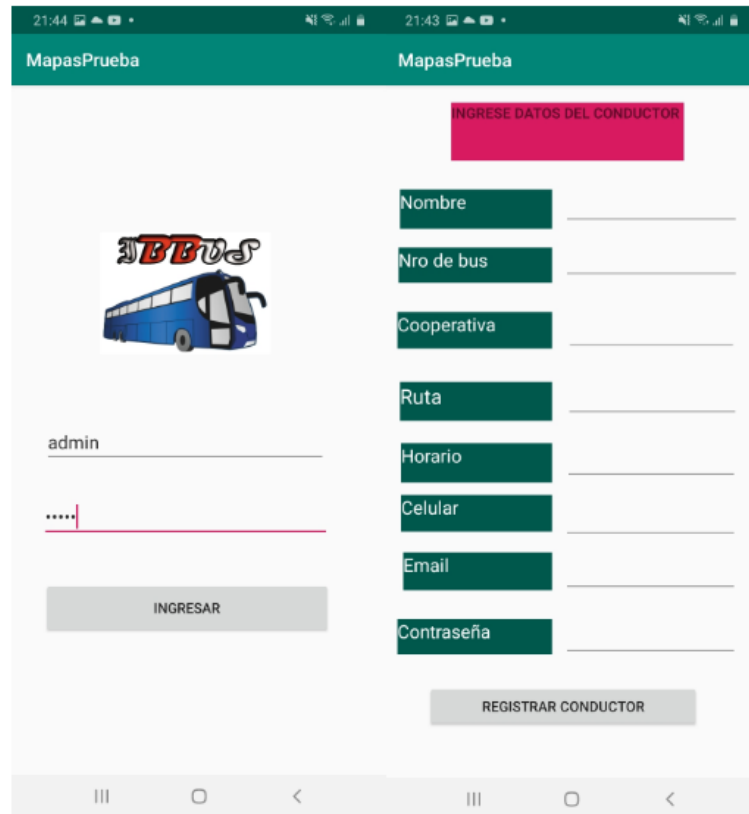 21:44
MapasPrueba
IBBUS
admin
•••••
INGRESAR
21:43
MapasPrueba
INGRESE DATOS DEL CONDUCTOR
Nombre
Nro de bus
Cooperativa
Ruta
Horario
Celular
Email
Contraseña
REGISTRAR CONDUCTOR